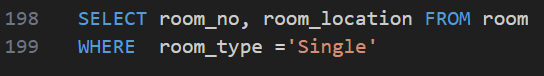 198 SELECT room_no, room_location FROM room
199 WHERE room_type ='Single'